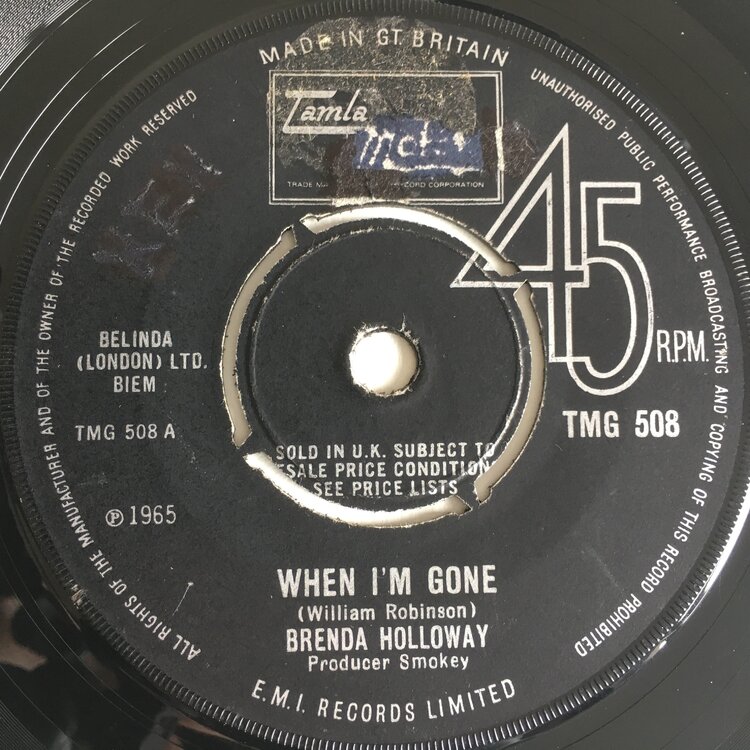 MADE IN GT. BRITAIN
UNAUTHORISED PUBLIC PERFORMANCE BROADCASTING AND COPYING OF THIS RECORD PROHIBITED
ALL RIGHTS OF THE MANUFACTURER AND OF THE OWNER OF THE RECORDED WORK RESERVED
Tamla
TRADE CORPORATION
45
R.P.M.
BELINDA
(LONDON) LTD.
BIEM
TMG 508
TMG 508 A
SOLD IN U.K. SUBJECT TO
PRICE
SEE PRICE LISTS
℗ 1965
WHEN I'M GONE
(William Robinson)
BRENDA HOLLOWAY
Producer Smokey
E.M.I. RECORDS LIMITED